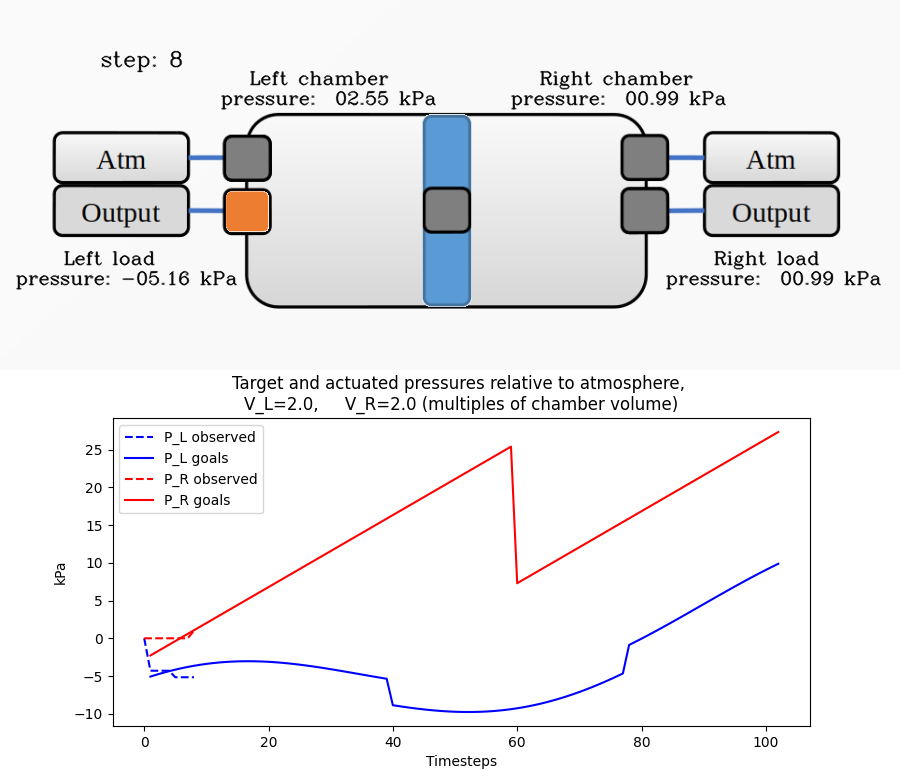 step: 8
Left chamber
pressure: 02.55 kPa
Right chamber
pressure: 00.99 kPa
Atm
Output
Atm
Output
Left load
pressure: -05.16 kPa
Right load
pressure: 00.99 kPa
Target and actuated pressures relative to atmosphere,
V_L=2.0, V_R=2.0 (multiples of chamber volume)
P_L observed
P_L goals
P_R observed
P_R goals
25
20
15
10
5
0
−5
−10
kPa
0 20 40 60 80 100
Timesteps